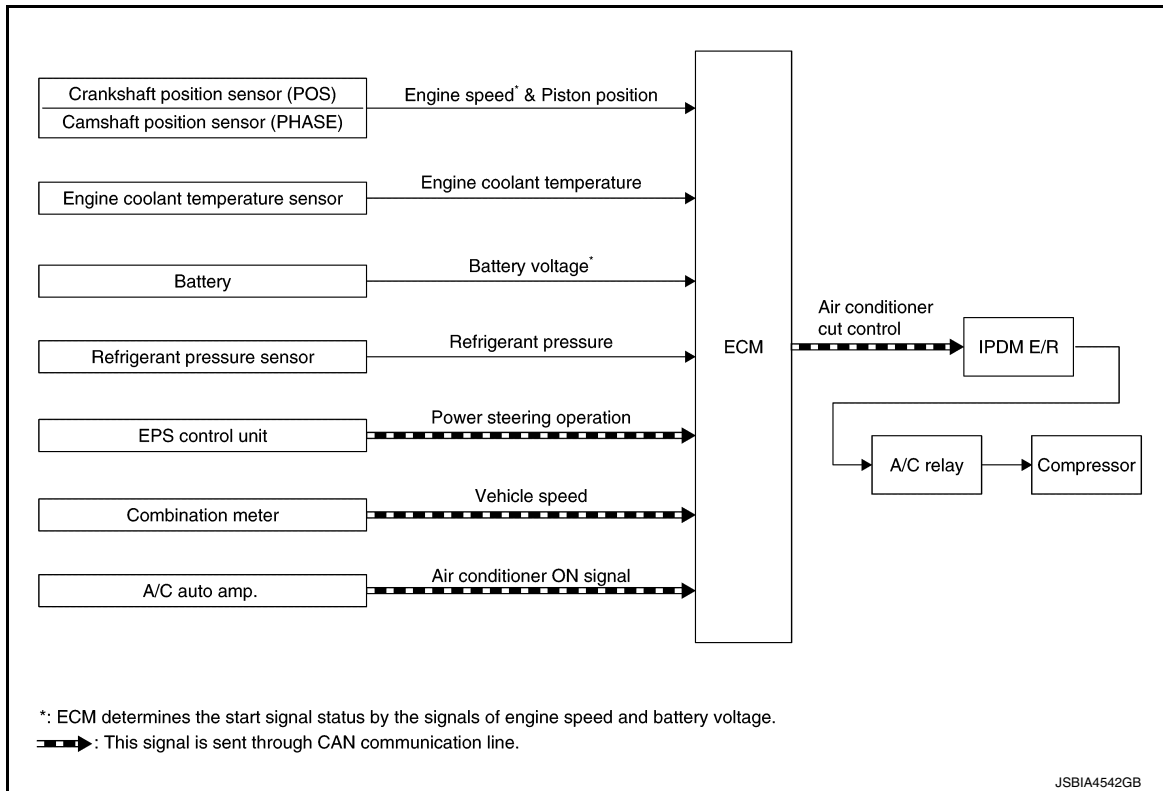 Crankshaft position sensor (POS)
Camshaft position sensor (PHASE)
Engine speed* & Piston position
Engine coolant temperature sensor
Engine coolant temperature
Battery
Battery voltage*
Refrigerant pressure sensor
Refrigerant pressure
EPS control unit
Power steering operation
Combination meter
Vehicle speed
A/C auto amp.
Air conditioner ON signal
ECM
Air conditioner
cut control
IPDM E/R
A/C relay
Compressor
*: ECM determines the start signal status by the signals of engine speed and battery voltage.
: This signal is sent through CAN communication line.
JSBIA4542GB